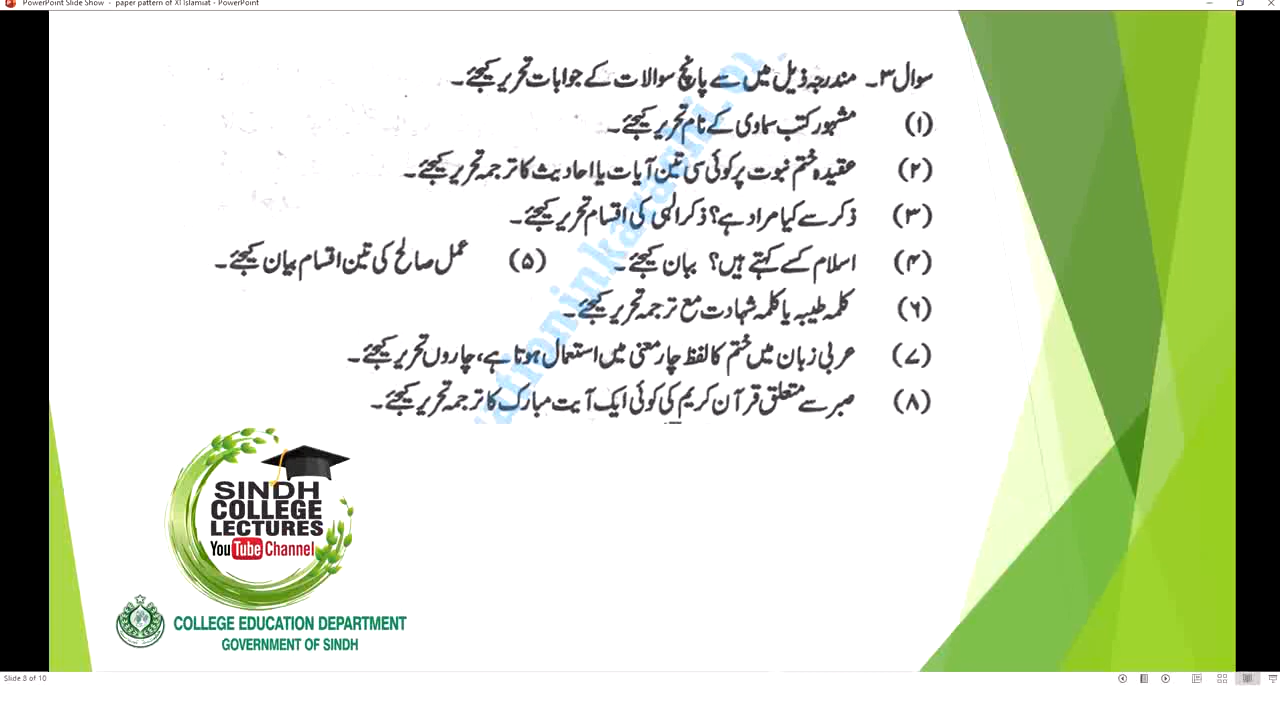 PowerPoint Slide Show - paper pattern of XI Islamiat - PowerPoint
سوال ۳۔ مندرجہ ذیل میں سے پانچ سوالات کے جوابات تحریر کیجئے۔
(۱) مشہور کتب سماوی کے نام تحریر کیجئے۔
(۲) عقیدہ ختم نبوت پر کوئی سی تین آیات یا احادیث کا ترجمہ تحریر کیجئے۔
(۳) ذکر سے کیا مراد ہے؟ ذکر الٰہی کی اقسام تحریر کیجئے۔
(۴) اسلام کسے کہتے ہیں؟ بیان کیجئے۔ (۵) عمل صالح کی تین اقسام بیان کیجئے۔
(۶) کلمہ طیبہ یا کلمہ شہادت مع ترجمہ تحریر کیجئے۔
(۷) عربی زبان میں ختم کا لفظ چار معنی میں استعمال ہوتا ہے، چاروں تحریر کیجئے۔
(۸) صبر سے متعلق قرآن کریم کی کوئی ایک آیت مبارک کا ترجمہ تحریر کیجئے۔
SINDH
COLLEGE
LECTURES
You Tube Channel
COLLEGE EDUCATION DEPARTMENT
GOVERNMENT OF SINDH
Slide 8 of 10